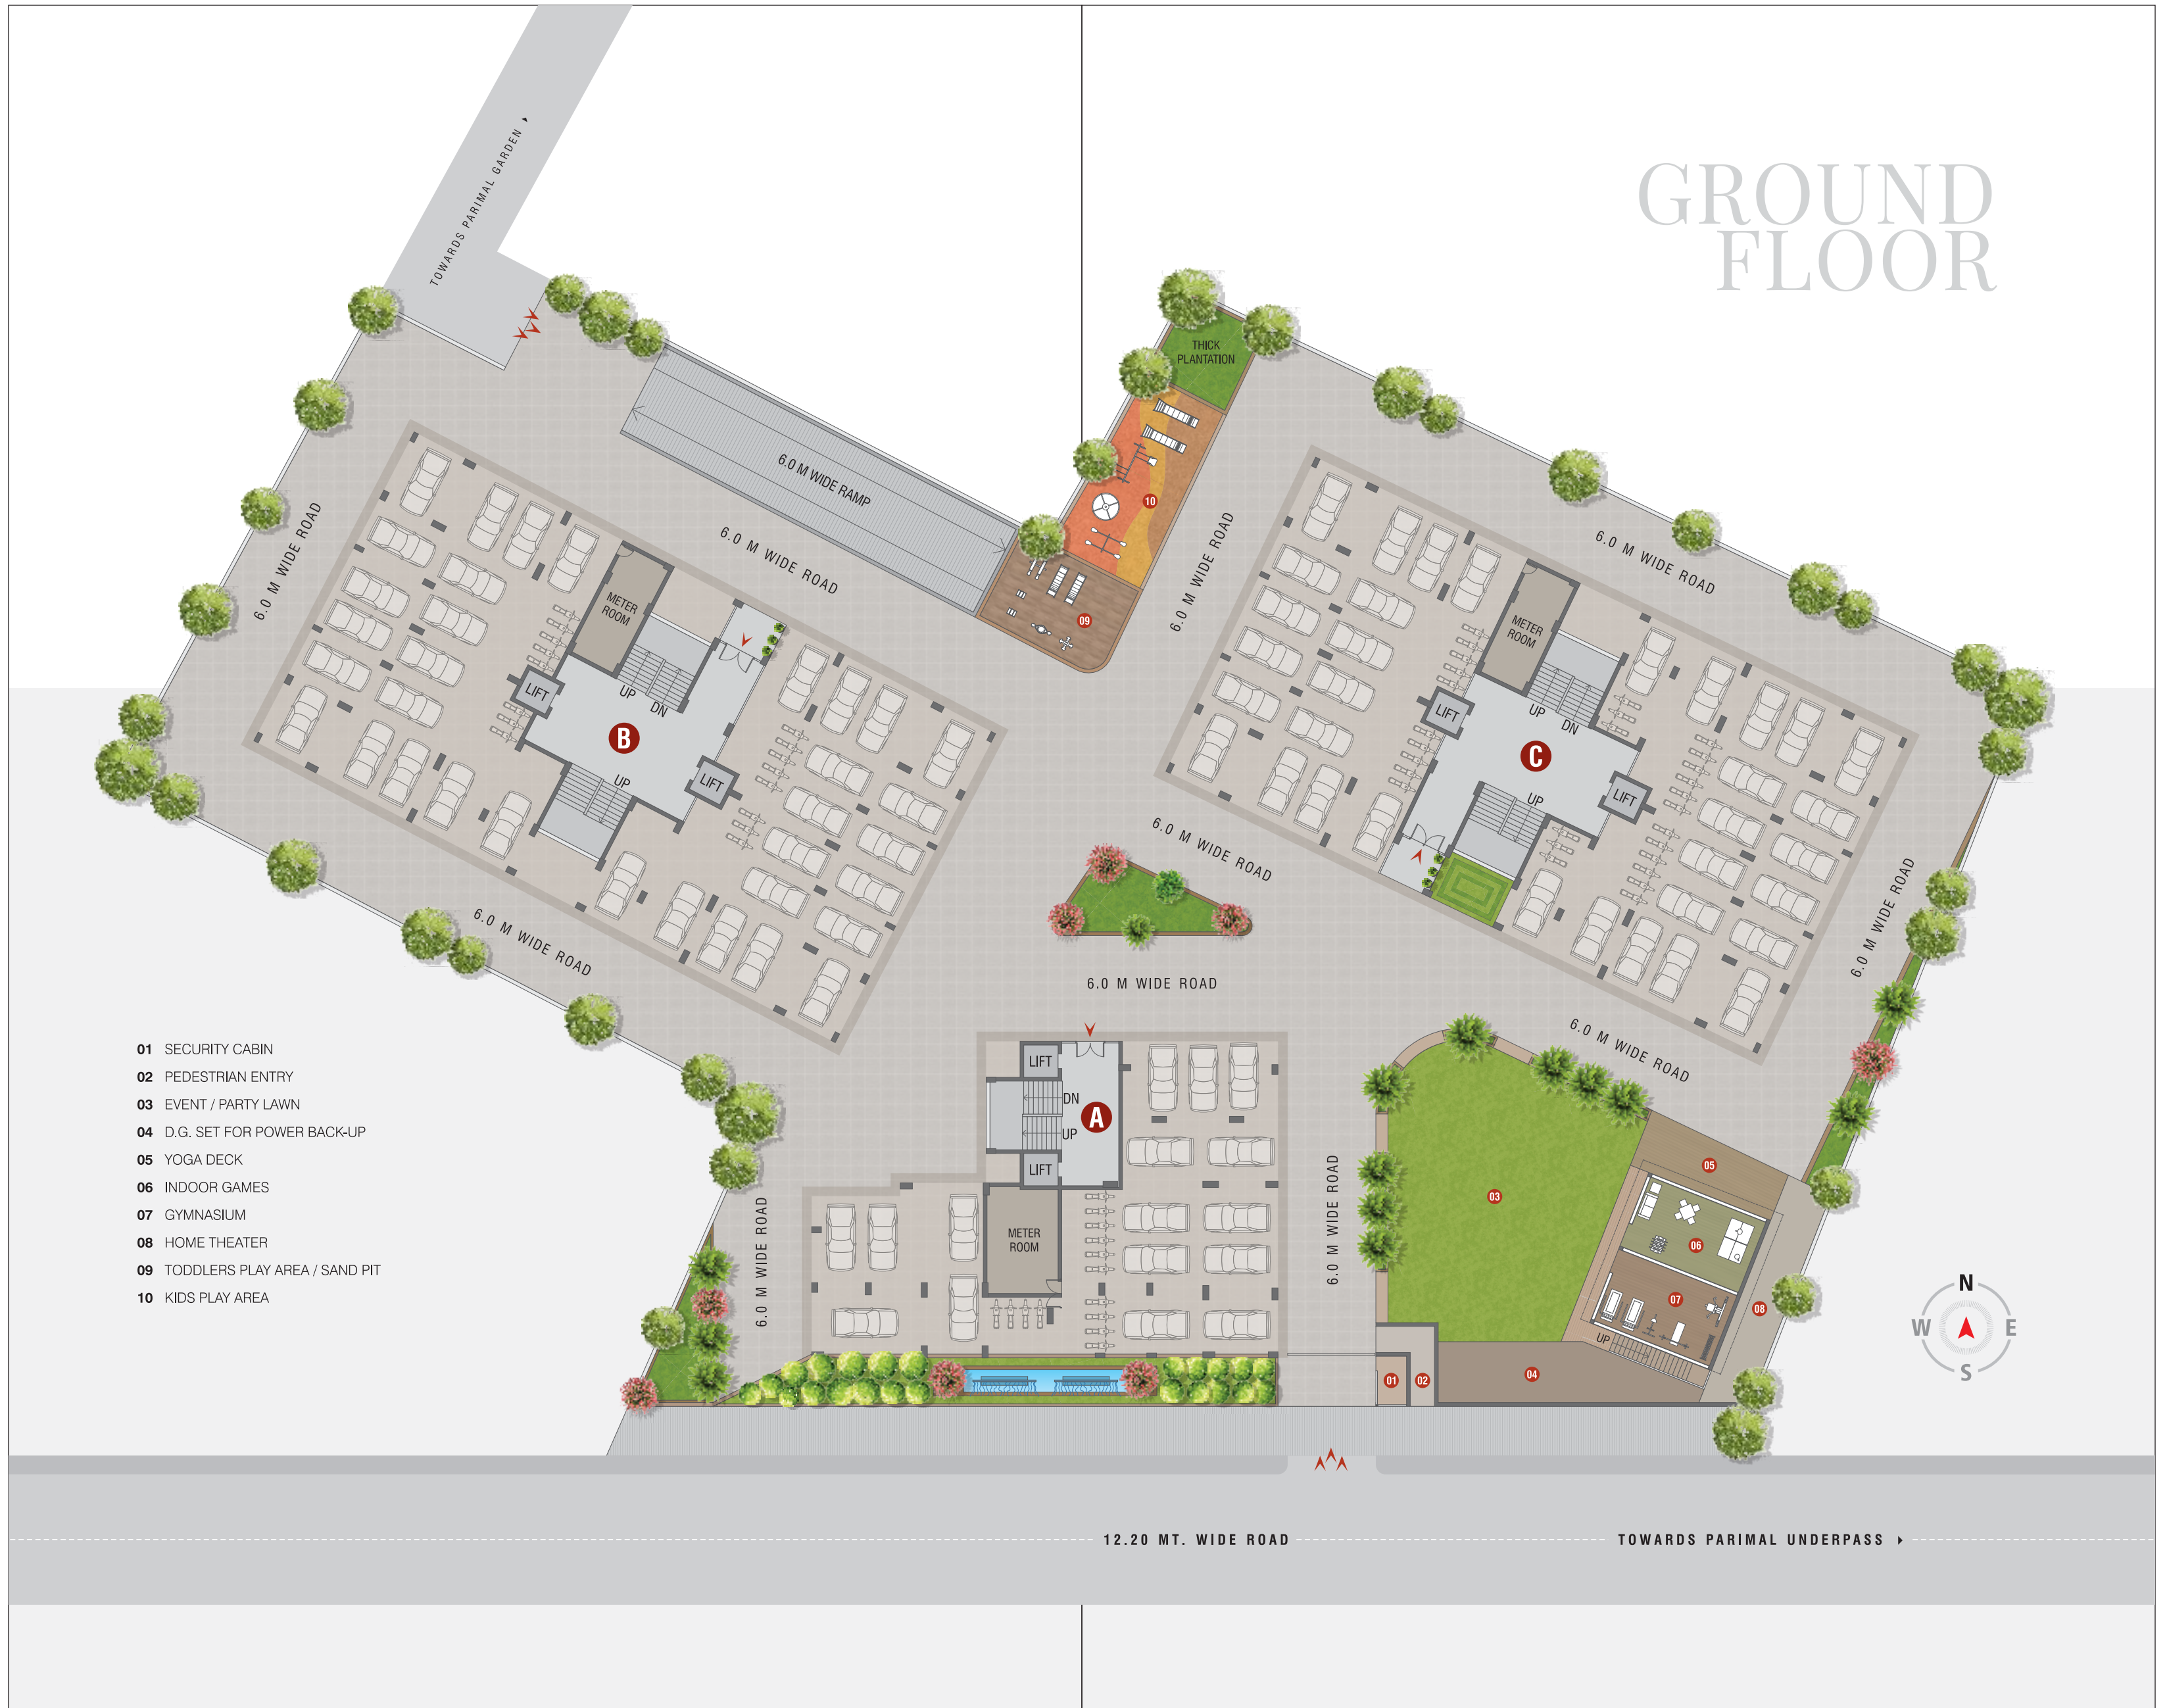 GROUND
FLOOR
TOWARDS PARIMAL GARDEN
THICK
PLANTATION
6.0 M WIDE RAMP
10
6.0 M WIDE ROAD
6.0 M WIDE ROAD
6.0 M WIDE ROAD
6.0 M WIDE ROAD
METER
ROOM
09
METER
ROOM
LIFT
UP
DN
B
UP
LIFT
LIFT
UP
DN
C
UP
LIFT
6.0 M WIDE ROAD
6.0 M WIDE ROAD
6.0 M WIDE ROAD
6.0 M WIDE ROAD
6.0 M WIDE ROAD
01 SECURITY CABIN
02 PEDESTRIAN ENTRY
03 EVENT / PARTY LAWN
04 D.G. SET FOR POWER BACK-UP
05 YOGA DECK
06 INDOOR GAMES
07 GYMNASIUM
08 HOME THEATER
09 TODDLERS PLAY AREA / SAND PIT
10 KIDS PLAY AREA
LIFT
DN
A
UP
LIFT
METER
ROOM
6.0 M WIDE ROAD
6.0 M WIDE ROAD
6.0 M WIDE ROAD
03
05
06
07
08
UP
04
01
02
N
W
E
S
12.20 MT. WIDE ROAD
TOWARDS PARIMAL UNDERPASS